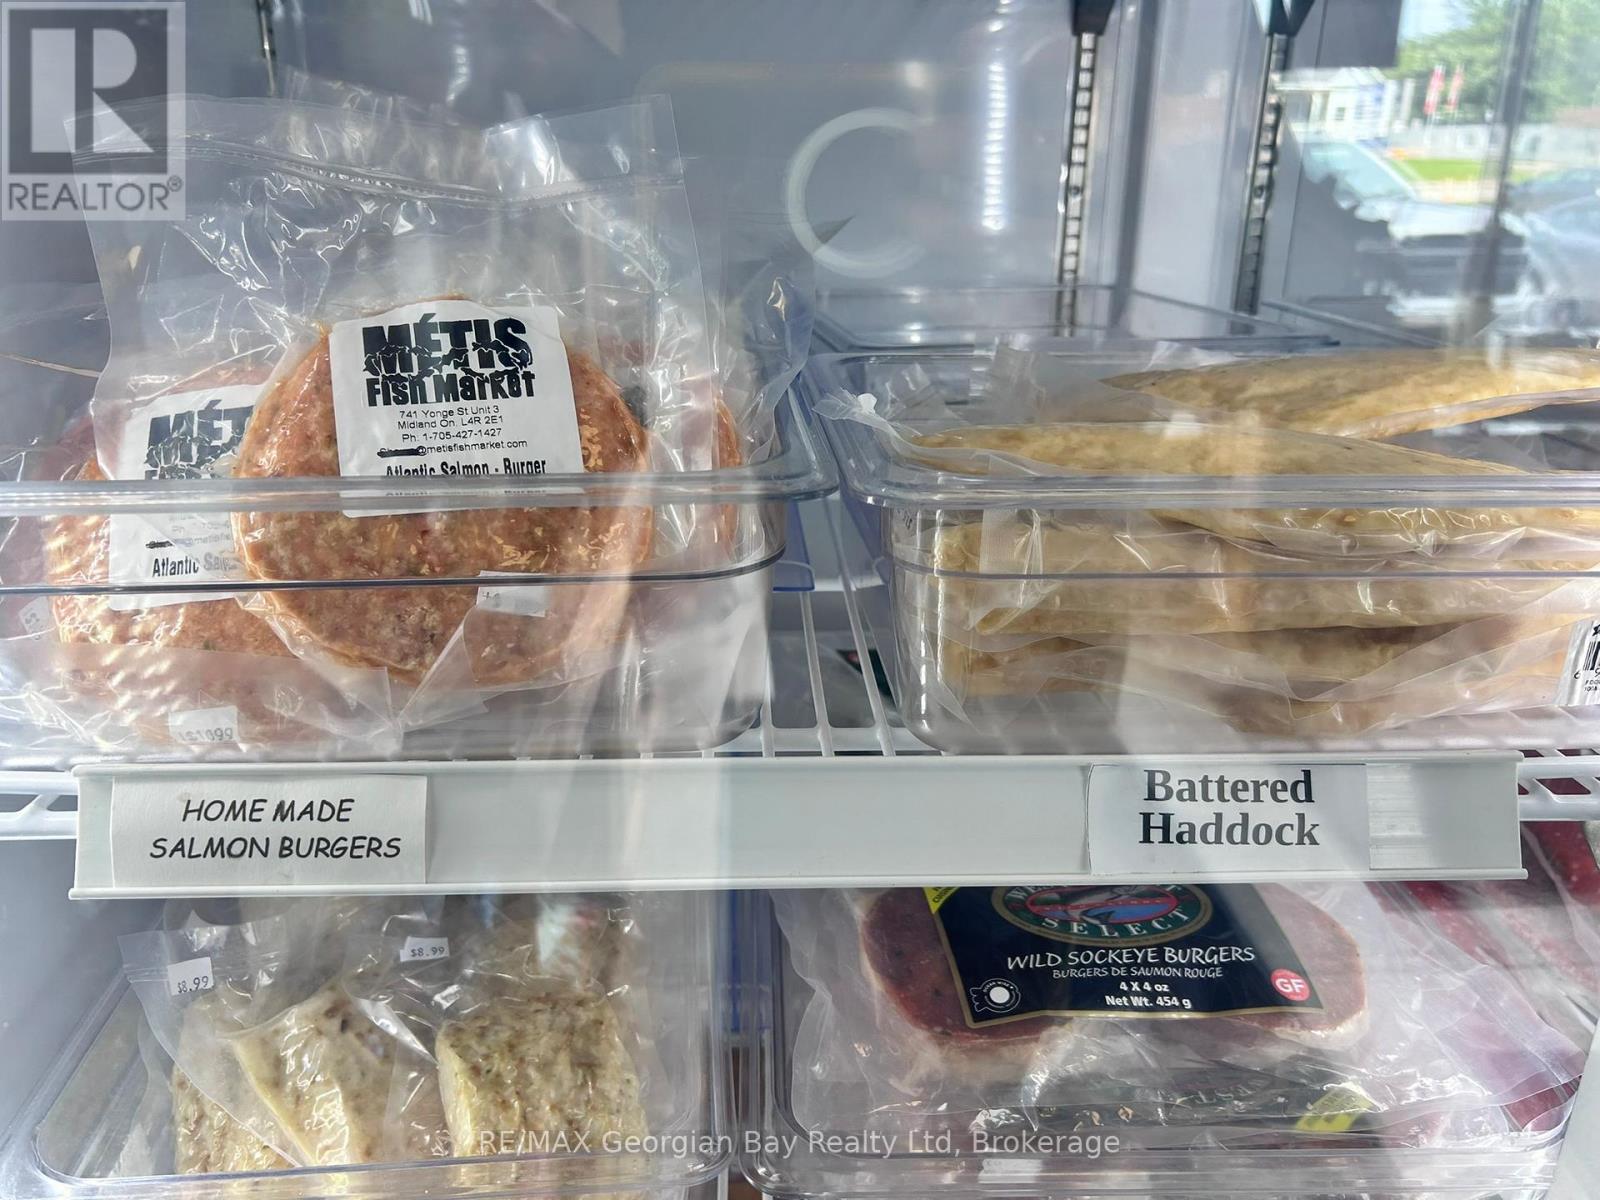 REALTOR®
MÉTIS
Fish Market
741 Yonge St Unit 3
Midland On. L4R 2E1
Ph: 1-705-427-1427
@metisfishmarket.com
Atlantic Salmon - Burger
MÉT
Atlantic
HOME MADE
SALMON BURGERS
Battered
Haddock
$8.99
$8.99
SELECT
WILD SOCKEYE BURGERS
BURGERS DE SAUMON ROUGE
4 X 4 oz
Net Wt. 454 g
GF
RE/MAX Georgian Bay Realty Ltd, Brokerage